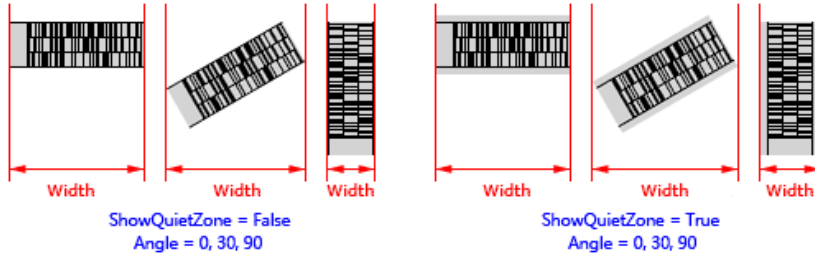 Width
Width
Width
Width
Width
Width
ShowQuietZone = False
Angle = 0, 30, 90
ShowQuietZone = True
Angle = 0, 30, 90